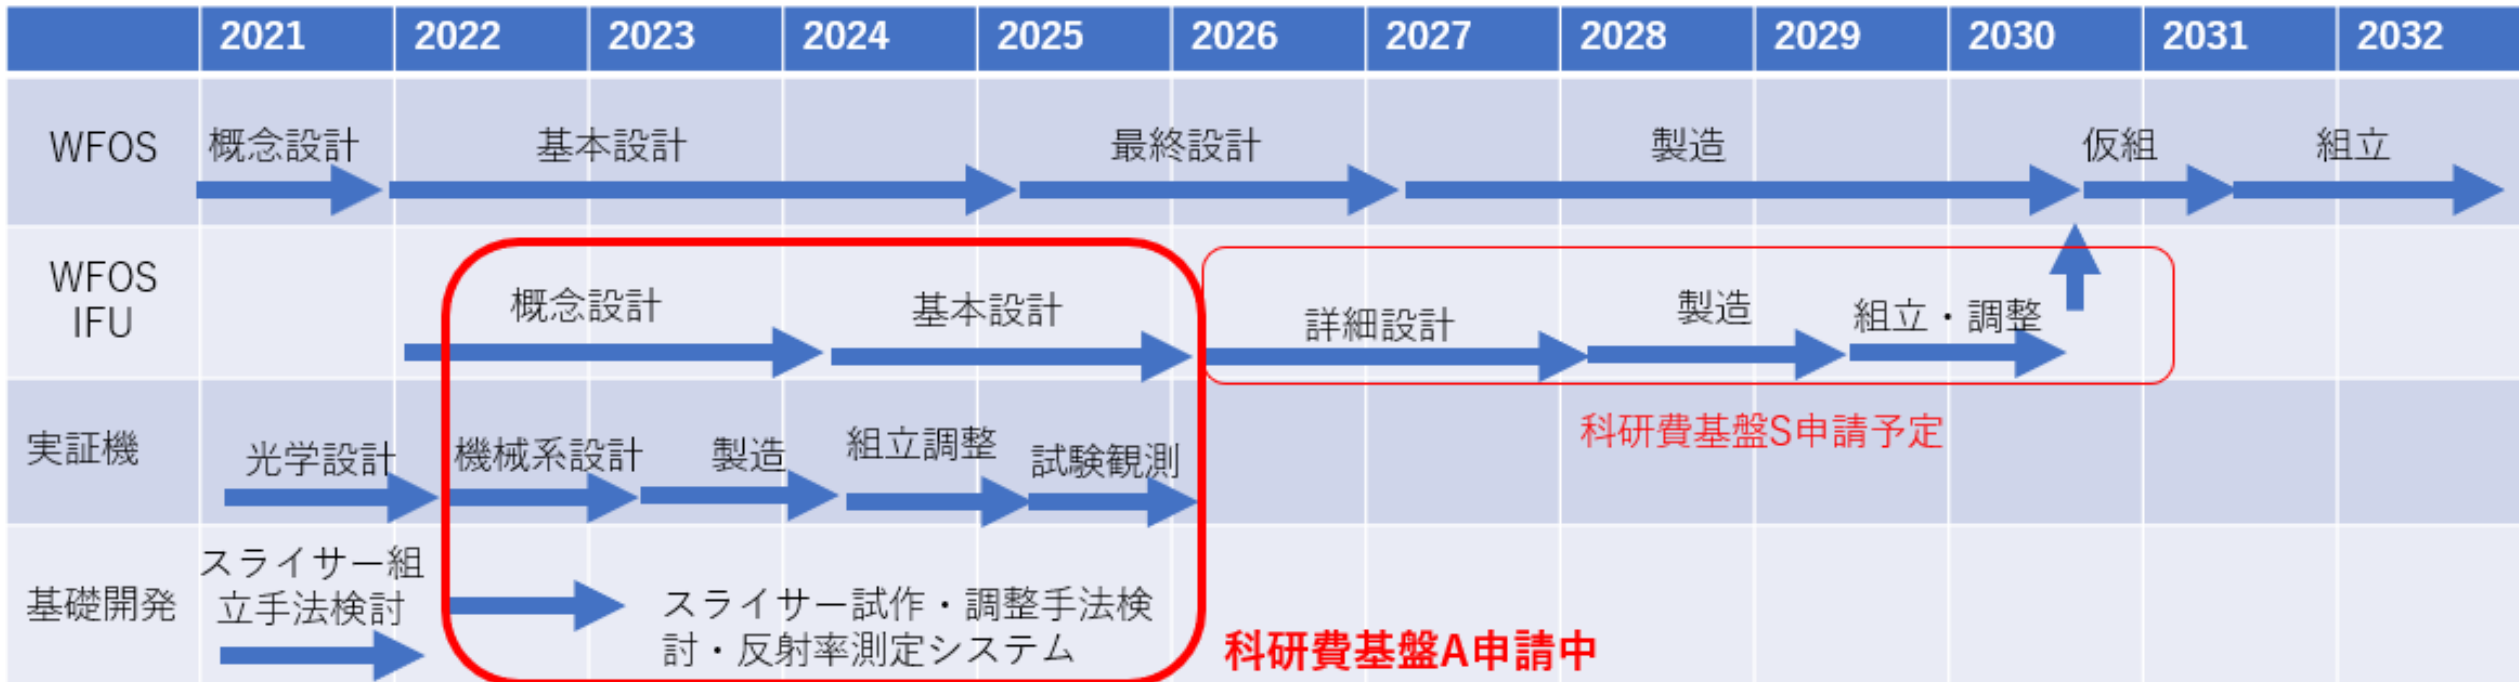 2021 2022 2023 2024 2025 2026 2027 2028 2029 2030 2031 2032
WFOS 概念設計 基本設計 最終設計 製造 仮組 組立
WFOS
IFU
概念設計 基本設計 詳細設計 製造 組立・調整
科研費基盤S申請予定
実証機 光学設計 機械系設計 製造 組立調整 試験観測
基礎開発
スライサー組
立手法検討
スライサー試作・調整手法検
討・反射率測定システム
科研費基盤A申請中